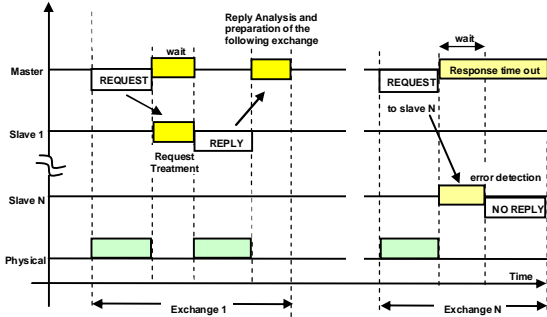 Reply Analysis and
preparation of the
following exchange
wait
wait
Master
REQUEST
REQUEST
Response time out
to slave N
Slave 1
REPLY
Request
Treatment
error detection
Slave N
NO REPLY
Physical
Time
Exchange 1
Exchange N